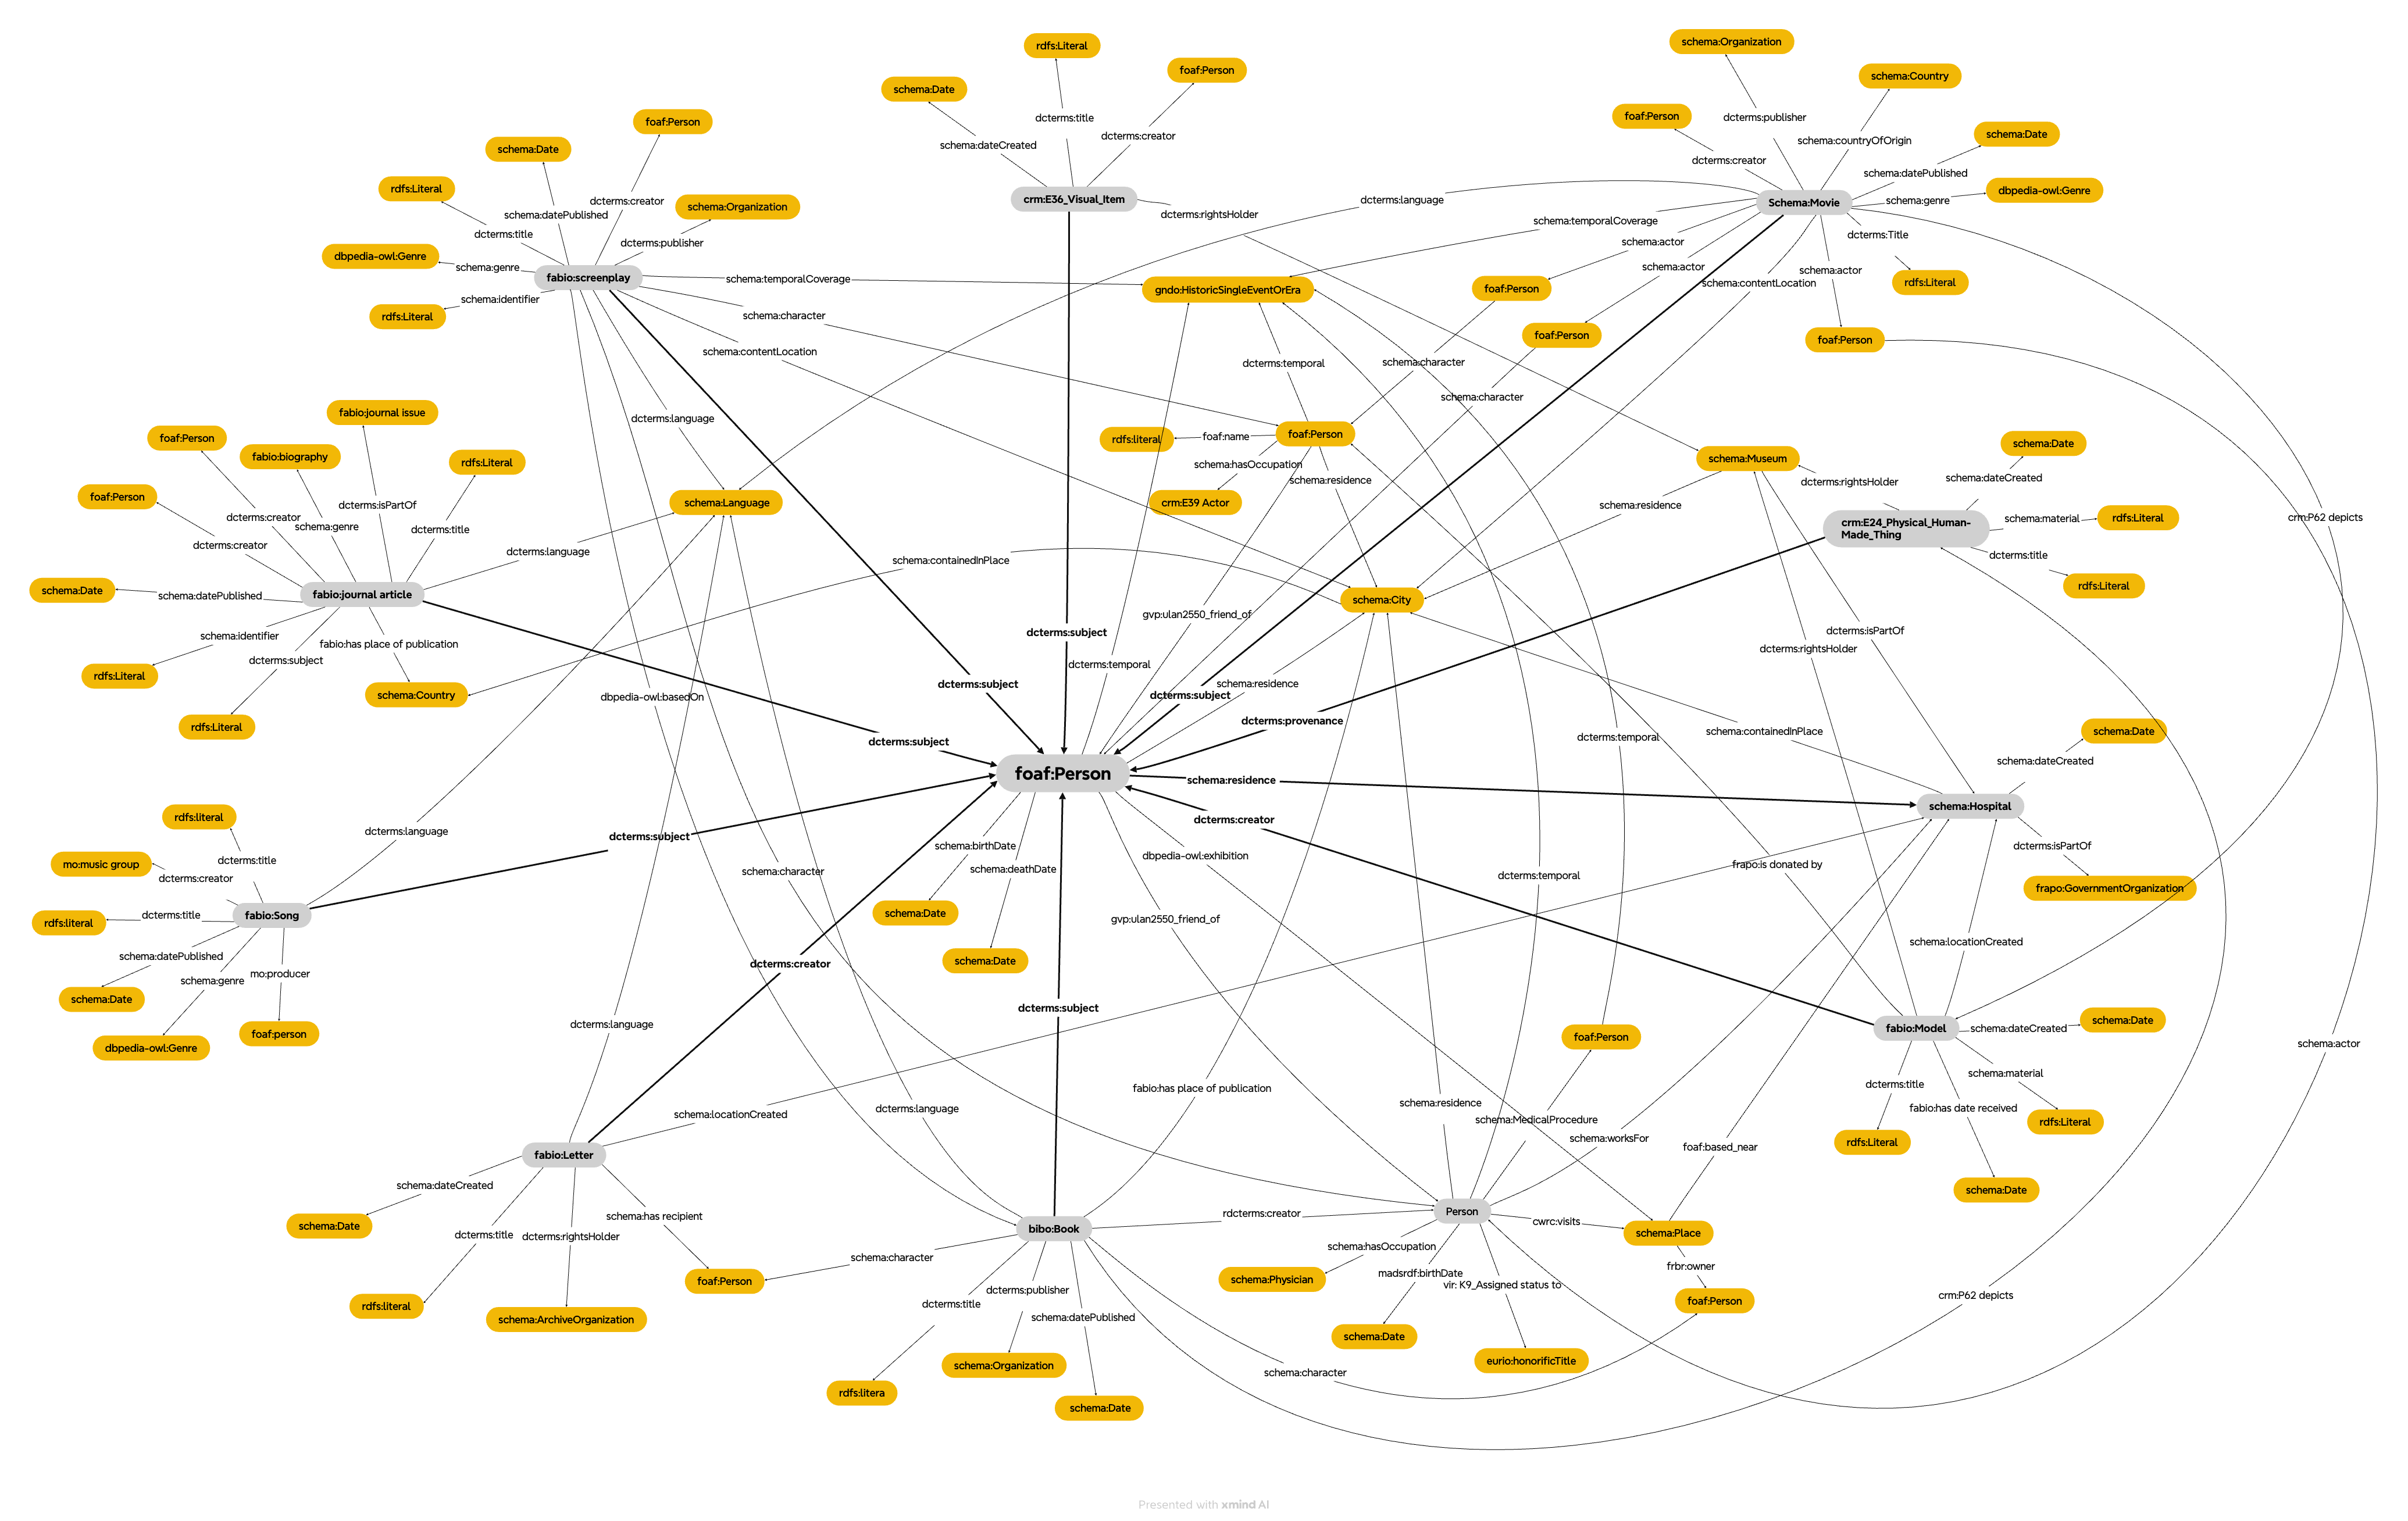 rdfs:Literal
schema:Organization
foaf:Person
schema:Date
schema:Country
dcterms:title
dcterms:publisher
foaf:Person
foaf:Person
schema:Date
dcterms:creator
schema:countryOfOrigin
schema:Date
schema:dateCreated
dcterms:creator
schema:datePublished
rdfs:Literal
dbpedia-owl:Genre
dcterms:creator
crm:E36_Visual_Item
dcterms:language
Schema:Movie
schema:genre
schema:Organization
schema:datePublished
dcterms:rightsHolder
schema:temporalCoverage
dcterms:title
dcterms:publisher
schema:actor
dcterms:Title
dbpedia-owl:Genre
schema:genre
fabio:screenplay
schema:temporalCoverage
schema:actor
schema:actor
schema:contentLocation
rdfs:Literal
gndo:HistoricSingleEventOrEra
foaf:Person
schema:identifier
rdfs:Literal
schema:character
foaf:Person
foaf:Person
schema:contentLocation
dcterms:temporal
schema:character
schema:character
fabio:journal issue
dcterms:language
foaf:Person
foaf:Person
rdfs:literal
foaf:name
schema:Date
fabio:biography
rdfs:Literal
schema:hasOccupation
schema:Museum
schema:residence
dcterms:rightsHolder
schema:dateCreated
foaf:Person
schema:Language
crm:E39 Actor
dcterms:isPartOf
schema:residence
dcterms:creator
schema:genre
dcterms:title
crm:E24_Physical_Human-
Made_Thing
schema:material
rdfs:Literal
crm:P62 depicts
dcterms:creator
dcterms:language
schema:containedInPlace
dcterms:title
rdfs:Literal
schema:Date
schema:datePublished
fabio:journal article
schema:City
gvp:ulan2550_friend_of
schema:identifier
dcterms:subject
dcterms:isPartOf
fabio:has place of publication
dcterms:rightsHolder
dcterms:subject
dcterms:temporal
rdfs:Literal
schema:Country
dbpedia-owl:basedOn
dcterms:subject
dcterms:subject
schema:residence
rdfs:Literal
dcterms:provenance
dcterms:subject
dcterms:temporal
schema:containedInPlace
schema:Date
foaf:Person
schema:residence
schema:dateCreated
schema:Hospital
rdfs:literal
dcterms:language
dcterms:subject
dcterms:creator
schema:birthDate
dcterms:isPartOf
mo:music group
dcterms:title
schema:character
schema:deathDate
dbpedia-owl:exhibition
frapo:is donated by
dcterms:creator
dcterms:temporal
frapo:GovernmentOrganization
rdfs:literal
dcterms:title
fabio:Song
schema:Date
gvp:ulan2550_friend_of
schema:datePublished
schema:genre
mo:producer
dcterms:creator
schema:Date
schema:locationCreated
schema:Date
dcterms:subject
dbpedia-owl:Genre
foaf:person
dcterms:language
foaf:Person
fabio:Model
schema:dateCreated
schema:Date
schema:actor
schema:material
fabio:has place of publication
dcterms:title
schema:locationCreated
dcterms:language
schema:residence
fabio:has date received
schema:MedicalProcedure
rdfs:Literal
schema:worksFor
foaf:based_near
rdfs:Literal
fabio:Letter
schema:dateCreated
schema:Date
schema:Date
dcterms:title
schema:has recipient
dcterms:rightsHolder
bibo:Book
rdcterms:creator
Person
cwrc:visits
schema:Place
schema:character
schema:hasOccupation
frbr:owner
foaf:Person
schema:Physician
madsrdf:birthDate
vir: K9_Assigned status to
rdfs:literal
dcterms:title
dcterms:publisher
foaf:Person
crm:P62 depicts
schema:ArchiveOrganization
schema:datePublished
schema:Date
schema:Organization
schema:character
eurio:honorificTitle
rdfs:litera
schema:Date
Presented with xmind AI